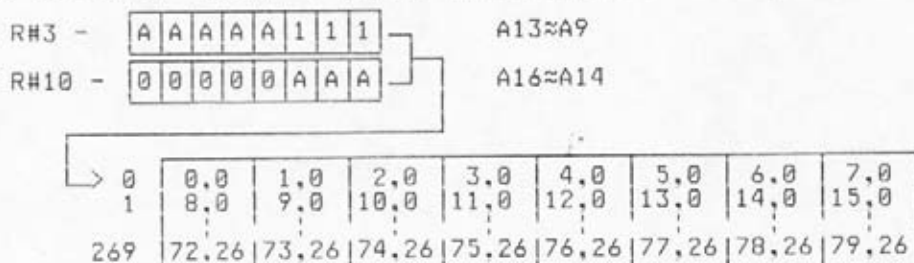 R#3 - A A A A A 1 1 1 A13≈A9
R#10 - 0 0 0 0 0 A A A A16≈A14
0 0,0 1,0 2,0 3,0 4,0 5,0 6,0 7,0
1 8,0 9,0 10,0 11,0 12,0 13,0 14,0 15,0
269 72,26 73,26 74,26 75,26 76,26 77,26 78,26 79,26